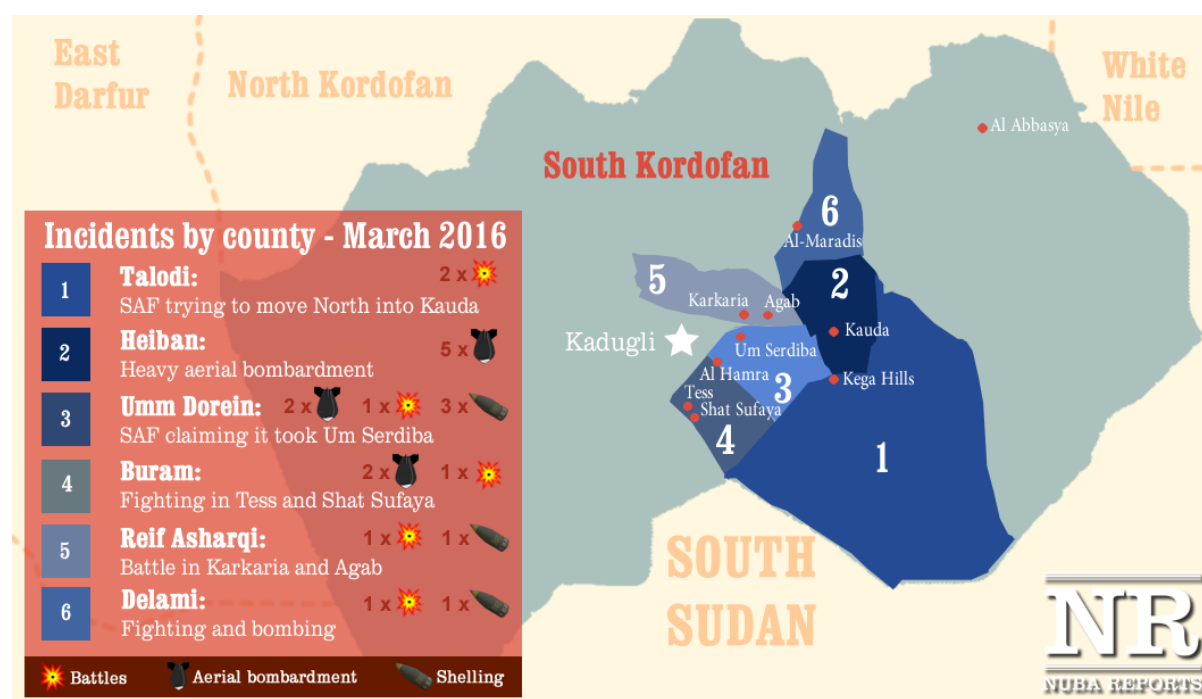 East
Darfur
North Kordofan
White
Nile
Al Abbasya
South Kordofan
6
Al-Maradis
5
2
Karkaria
Agab
Kadugli
Um Serdiba
Kauda
Al Hamra
3
Kega Hills
Tess
Shat Sufaya
4
1
SOUTH
SUDAN
Incidents by county - March 2016
1
Talodi:
2 x
SAF trying to move North into Kauda
2
Heiban:
5 x
Heavy aerial bombardment
3
Umm Dorein:
2 x
1 x
3 x
SAF claiming it took Um Serdiba
4
Buram:
2 x
1 x
Fighting in Tess and Shat Sufaya
5
Reif Asharqi:
1 x
1 x
Battle in Karkaria and Agab
6
Delami:
1 x
1 x
Fighting and bombing
Battles
Aerial bombardment
Shelling
NR
NUBA REPORTS